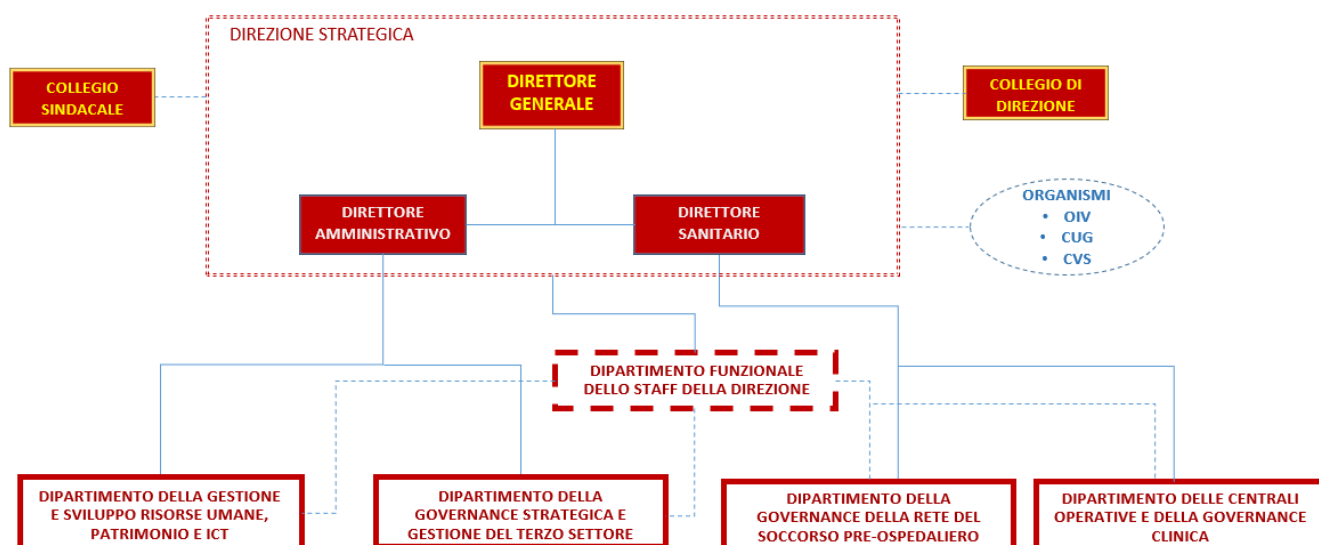 DIREZIONE STRATEGICA
DIRETTORE
GENERALE
COLLEGIO
SINDACALE
COLLEGIO DI
DIREZIONE
DIRETTORE
AMMINISTRATIVO
DIRETTORE
SANITARIO
ORGANISMI
• OIV
• CUG
• CVS
DIPARTIMENTO FUNZIONALE
DELLO STAFF DELLA DIREZIONE
DIPARTIMENTO DELLA GESTIONE
E SVILUPPO RISORSE UMANE,
PATRIMONIO E ICT
DIPARTIMENTO DELLA
GOVERNANCE STRATEGICA E
GESTIONE DEL TERZO SETTORE
DIPARTIMENTO DELLA
GOVERNANCE DELLA RETE DEL
SOCCORSO PRE-OSPEDALIERO
DIPARTIMENTO DELLE CENTRALI
OPERATIVE E DELLA GOVERNANCE
CLINICA